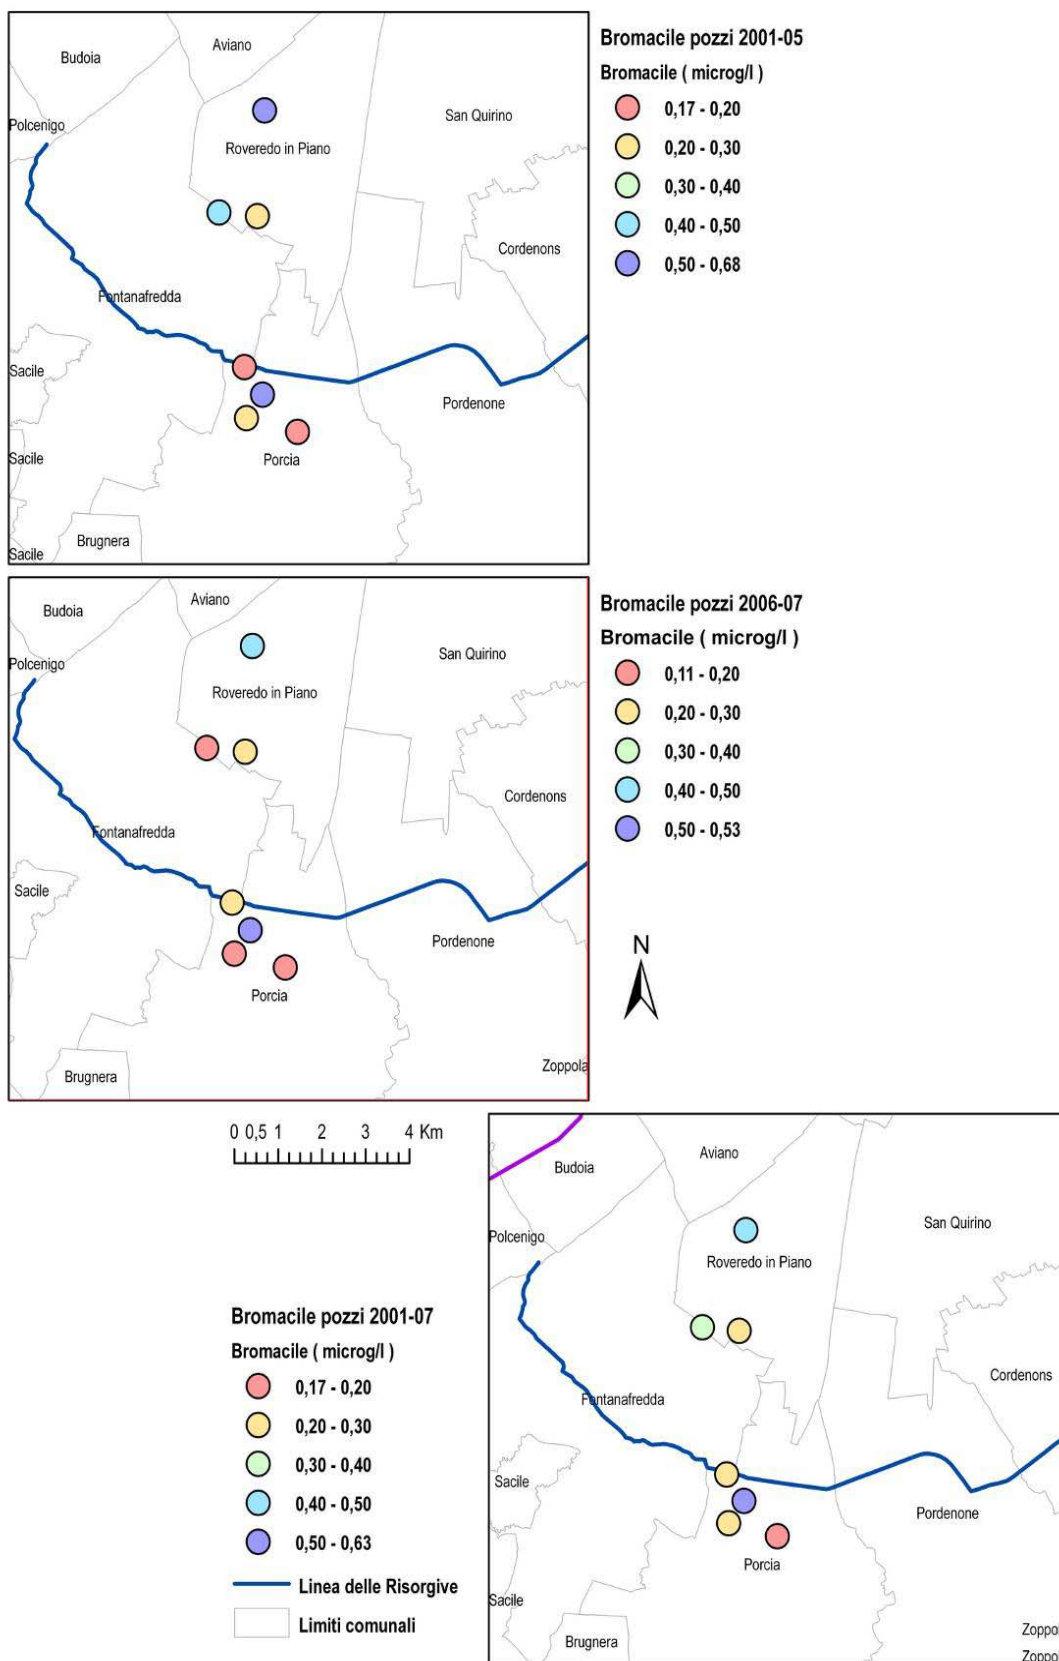 Budoia
Aviano
Polcenigo
Roveredo in Piano
San Quirino
Cordenons
Fontanafredda
Sacile
Pordenone
Sacile
Porcia
Brugnera
Sacile
Bromacile pozzi 2001-05
Bromacile ( microg/l )
0,17 - 0,20
0,20 - 0,30
0,30 - 0,40
0,40 - 0,50
0,50 - 0,68
Budoia
Aviano
Polcenigo
San Quirino
Roveredo in Piano
Cordenons
Fontanafredda
Sacile
Pordenone
Porcia
Zoppola
Brugnera
Bromacile pozzi 2006-07
Bromacile ( microg/l )
0,11 - 0,20
0,20 - 0,30
0,30 - 0,40
0,40 - 0,50
0,50 - 0,53
N
0 0,5 1 2 3 4 Km
Budoia
Aviano
Polcenigo
San Quirino
Roveredo in Piano
Cordenons
Fontanafredda
Sacile
Pordenone
Porcia
Sacile
Brugnera
Zoppol
Zoppol
Bromacile pozzi 2001-07
Bromacile ( microg/l )
0,17 - 0,20
0,20 - 0,30
0,30 - 0,40
0,40 - 0,50
0,50 - 0,63
Linea delle Risorgive
Limiti comunali